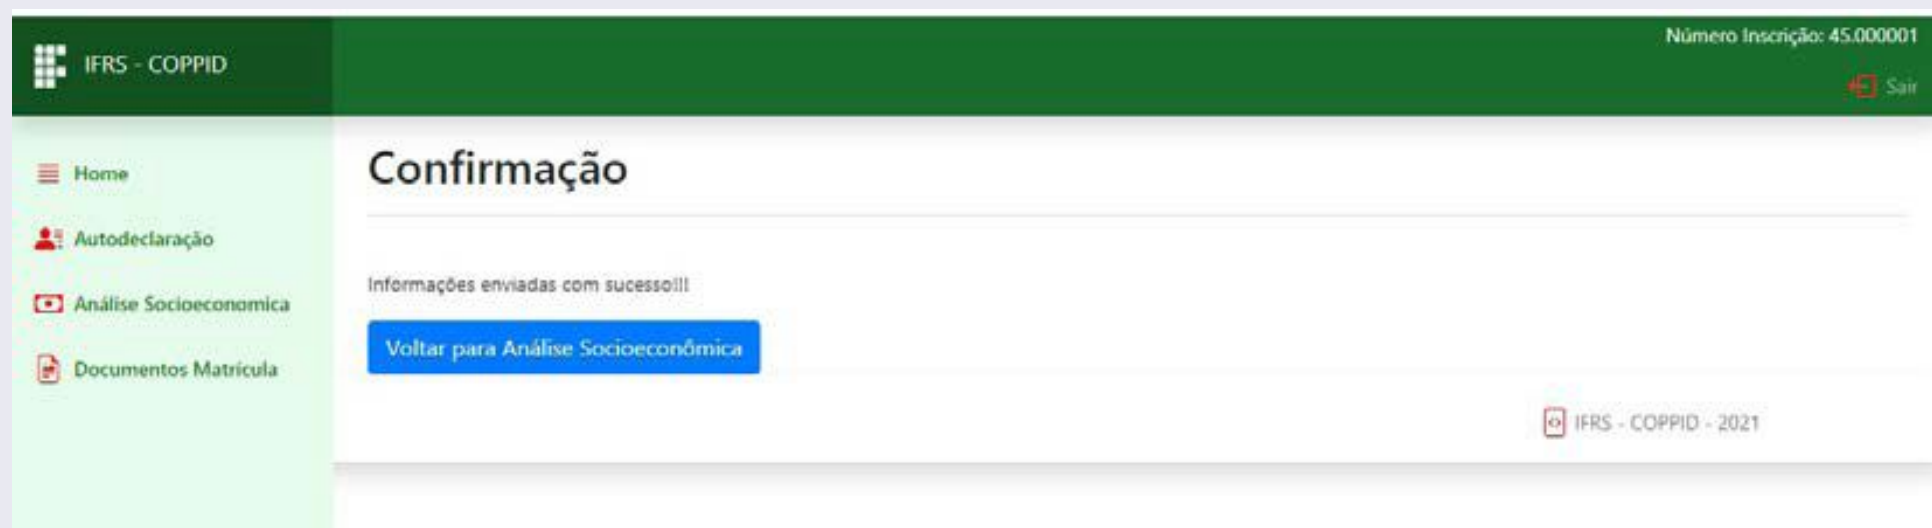 IFRS - COPPID
Número Inscrição: 45.000001
Sair
Home
Autodeclaração
Análise Socioeconomica
Documentos Matrícula
Confirmação
Informações enviadas com sucesso!!!
Voltar para Análise Socioeconômica
IFRS - COPPID - 2021